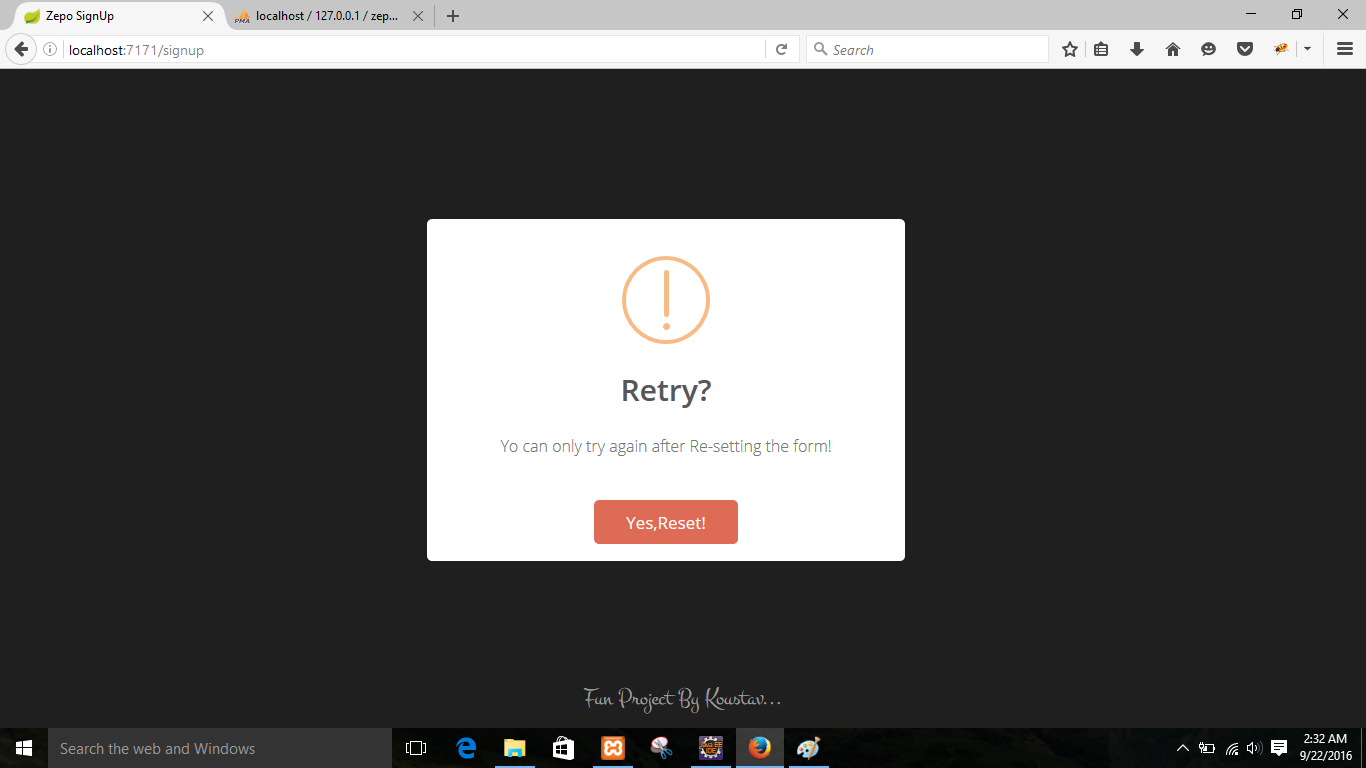 Zepo SignUp
localhost / 127.0.0.1 / zep...
localhost:7171/signup
Search
Retry?
Yo can only try again after Re-setting the form!
Yes,Reset!
Fun Project By Koustav...
Search the web and Windows
2:32 AM
9/22/2016